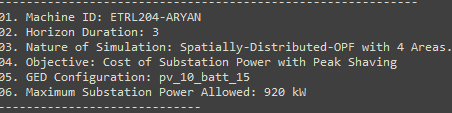 ---------------------------------------------------------------
01. Machine ID: ETRL204-ARYAN
02. Horizon Duration: 3
03. Nature of Simulation: Spatially-Distributed-OPF with 4 Areas.
04. Objective: Cost of Substation Power with Peak Shaving
05. GED Configuration: pv_10_batt_15
06. Maximum Substation Power Allowed: 920 kW
------------------------------